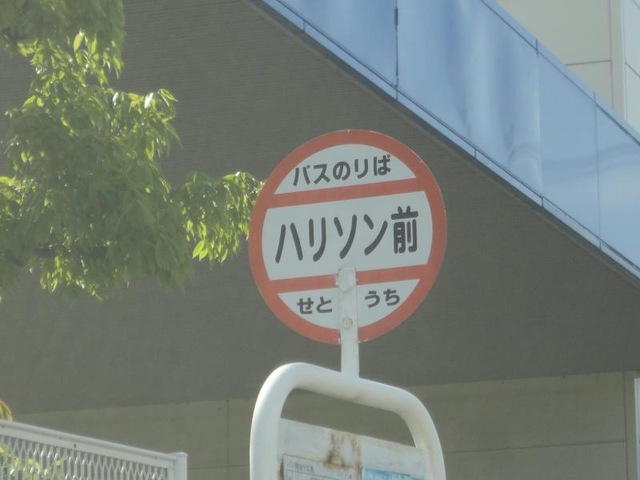 バスのりば
ハリソン前
せと うち